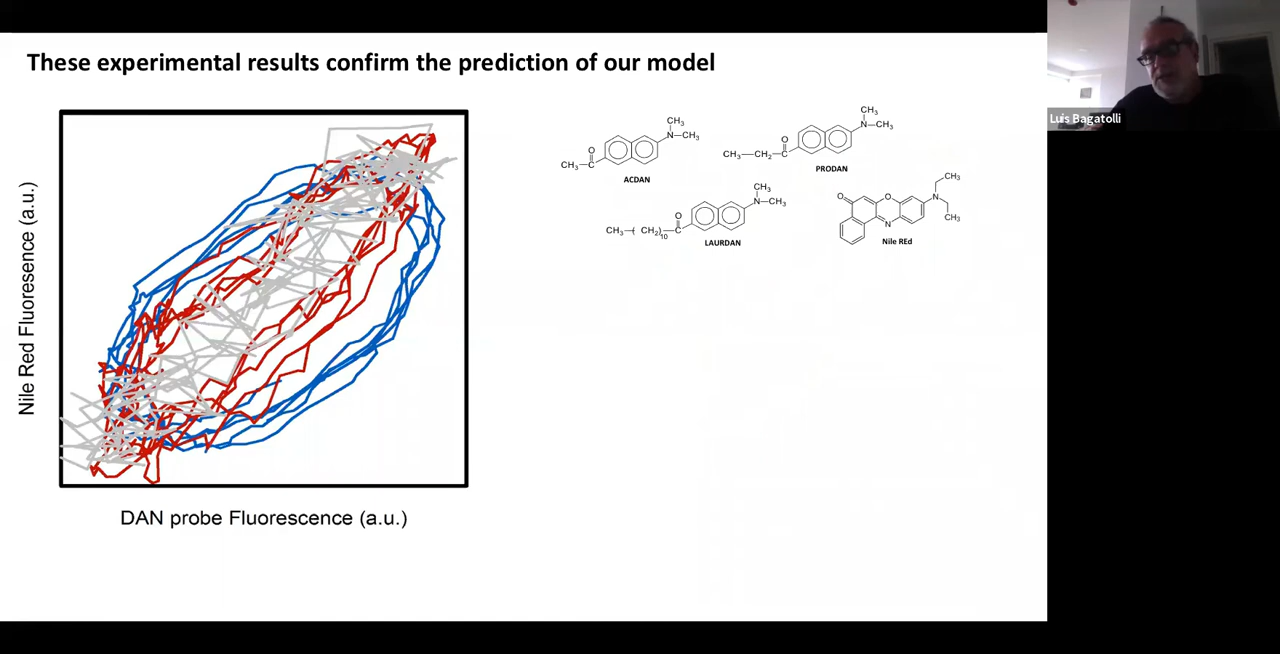 These experimental results confirm the prediction of our model
Luis Bagatolli
Nile Red Fluoresence (a.u.)
DAN probe Fluorescence (a.u.)
CH3
N—CH3
O
CH3—C
ACDAN
CH3
N—CH3
O
CH3—CH2—C
PRODAN
CH3
N—CH3
O
CH3—( CH2)10—C
LAURDAN
CH3
O
O
N
N
CH3
Nile REd